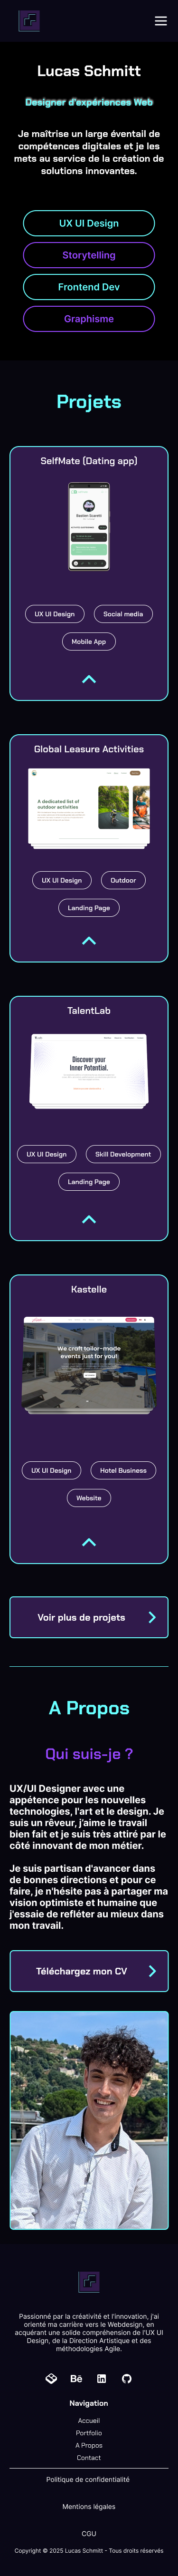 Lucas Schmitt
Designer d'expériences Web
Je maîtrise un large éventail de
compétences digitales et je les
mets au service de la création de
solutions innovantes.
UX UI Design
Storytelling
Frontend Dev
Graphisme
Projets
SelfMate (Dating app)
UX UI Design
Social media
Mobile App
Global Leasure Activities
A dedicated list of
outdoor activities
UX UI Design
Outdoor
Landing Page
TalentLab
Discover your
Inner Potential.
UX UI Design
Skill Development
Landing Page
Kastelle
We craft tailor-made
events just for you!
UX UI Design
Hotel Business
Website
Voir plus de projets
A Propos
Qui suis-je ?
UX/UI Designer avec une
appétence pour les nouvelles
technologies, l'art et le design. Je
suis un rêveur, j'aime le travail
bien fait et je suis très attiré par le
côté innovant de mon métier.
Je suis partisan d'avancer dans
de bonnes directions et pour ce
faire, je n'hésite pas à partager ma
vision optimiste et humaine que
j'essaie de refléter au mieux dans
mon travail.
Téléchargez mon CV
Passionné par la créativité et l'innovation, j'ai
orienté ma carrière vers le Webdesign, en
acquérant une solide compréhension de l'UX UI
Design, de la Direction Artistique et des
méthodologies Agile.
Bē
in
Navigation
Accueil
Portfolio
A Propos
Contact
Politique de confidentialité
Mentions légales
CGU
Copyright © 2025 Lucas Schmitt - Tous droits réservés